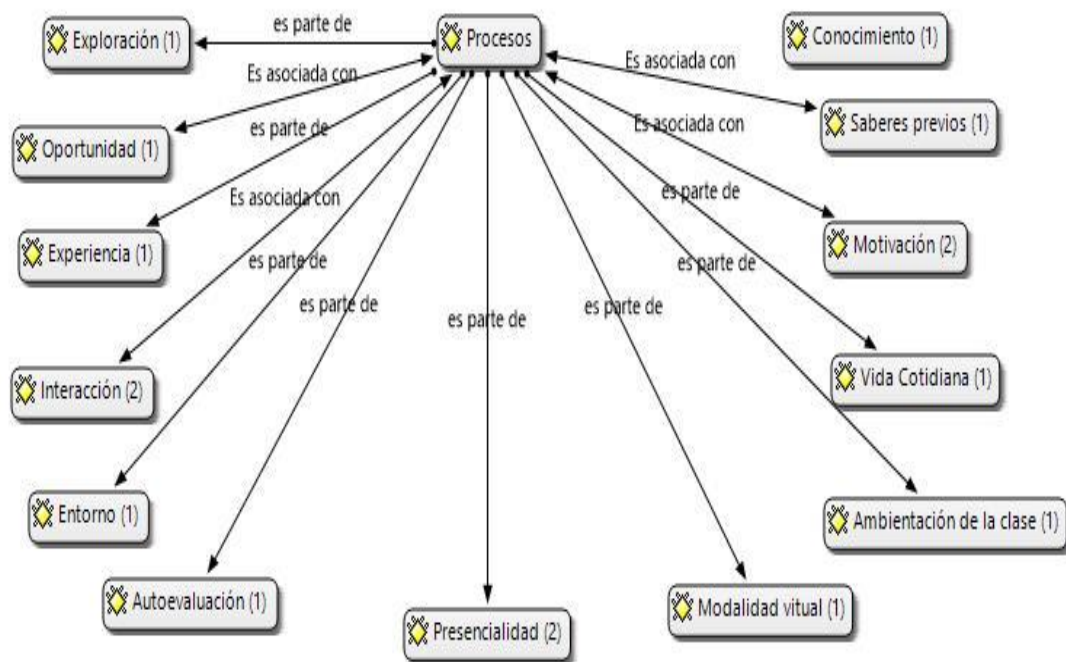 es parte de
Exploración (1)
Procesos
Conocimiento (1)
Es asociada con
Es asociada con
Oportunidad (1)
es parte de
Es asociada con
Saberes previos (1)
Es asociada con
es parte de
Experiencia (1)
Motivación (2)
es parte de
es parte de
es parte de
es parte de
es parte de
Interacción (2)
Vida Cotidiana (1)
Entorno (1)
Ambientación de la clase (1)
Autoevaluación (1)
Presencialidad (2)
Modalidad vitual (1)